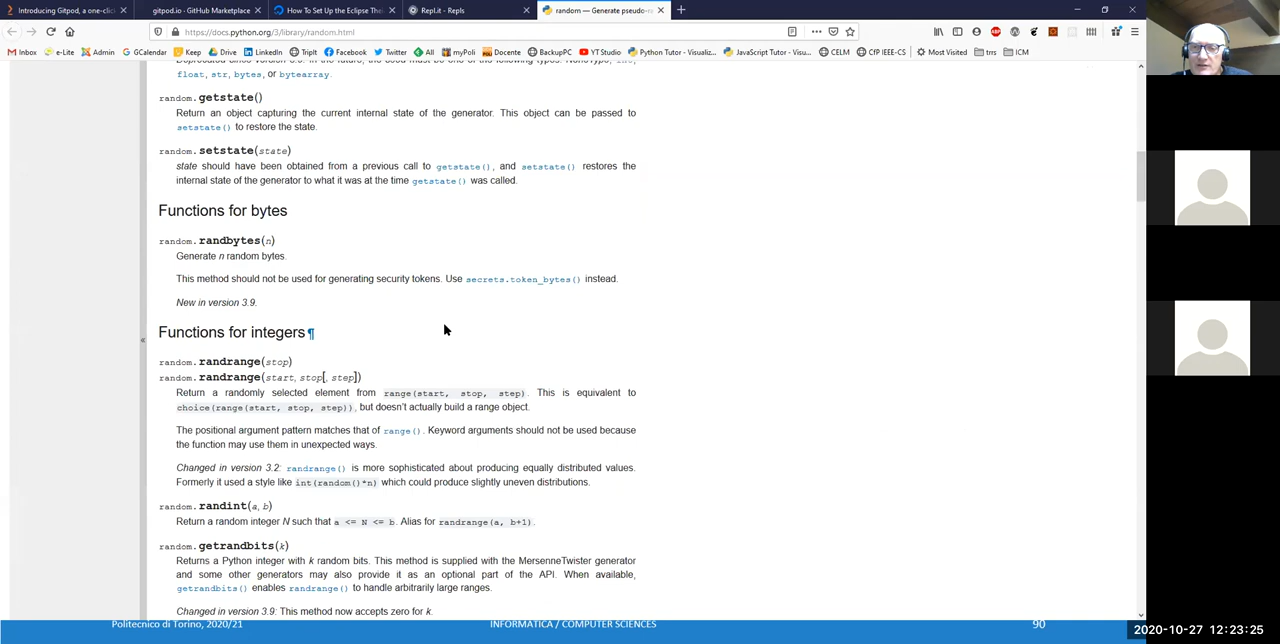 Introducing Gitpod, a one-clic
gitpod.io · GitHub Marketplace
How To Set Up the Eclipse The
Repl.it - Repls
random — Generate pseudo-ra
https://docs.python.org/3/library/random.html
Inbox e-Lite Admin GCalendar Keep Drive LinkedIn TripIt Facebook Twitter All myPoli Docente BackupPC YT Studio Python Tutor - Visualiz... JavaScript Tutor - Visu... CELM CfP IEEE-CS Most Visited trrs ICM
float, str, bytes, or bytearray.
random.getstate()
Return an object capturing the current internal state of the generator. This object can be passed to
setstate() to restore the state.
random.setstate(state)
state should have been obtained from a previous call to getstate(), and setstate() restores the
internal state of the generator to what it was at the time getstate() was called.
Functions for bytes
random.randbytes(n)
Generate n random bytes.
This method should not be used for generating security tokens. Use secrets.token_bytes() instead.
New in version 3.9.
Functions for integers ¶
random.randrange(stop)
random.randrange(start, stop[, step])
Return a randomly selected element from range(start, stop, step). This is equivalent to
choice(range(start, stop, step)), but doesn't actually build a range object.
The positional argument pattern matches that of range(). Keyword arguments should not be used because
the function may use them in unexpected ways.
Changed in version 3.2: randrange() is more sophisticated about producing equally distributed values.
Formerly it used a style like int(random()*n) which could produce slightly uneven distributions.
random.randint(a, b)
Return a random integer N such that a <= N <= b. Alias for randrange(a, b+1).
random.getrandbits(k)
Returns a Python integer with k random bits. This method is supplied with the MersenneTwister generator
and some other generators may also provide it as an optional part of the API. When available,
getrandbits() enables randrange() to handle arbitrarily large ranges.
Changed in version 3.9: This method now accepts zero for k.
Politecnico di Torino, 2020/21
INFORMATICA / COMPUTER SCIENCES
90
2020-10-27 12:23:25